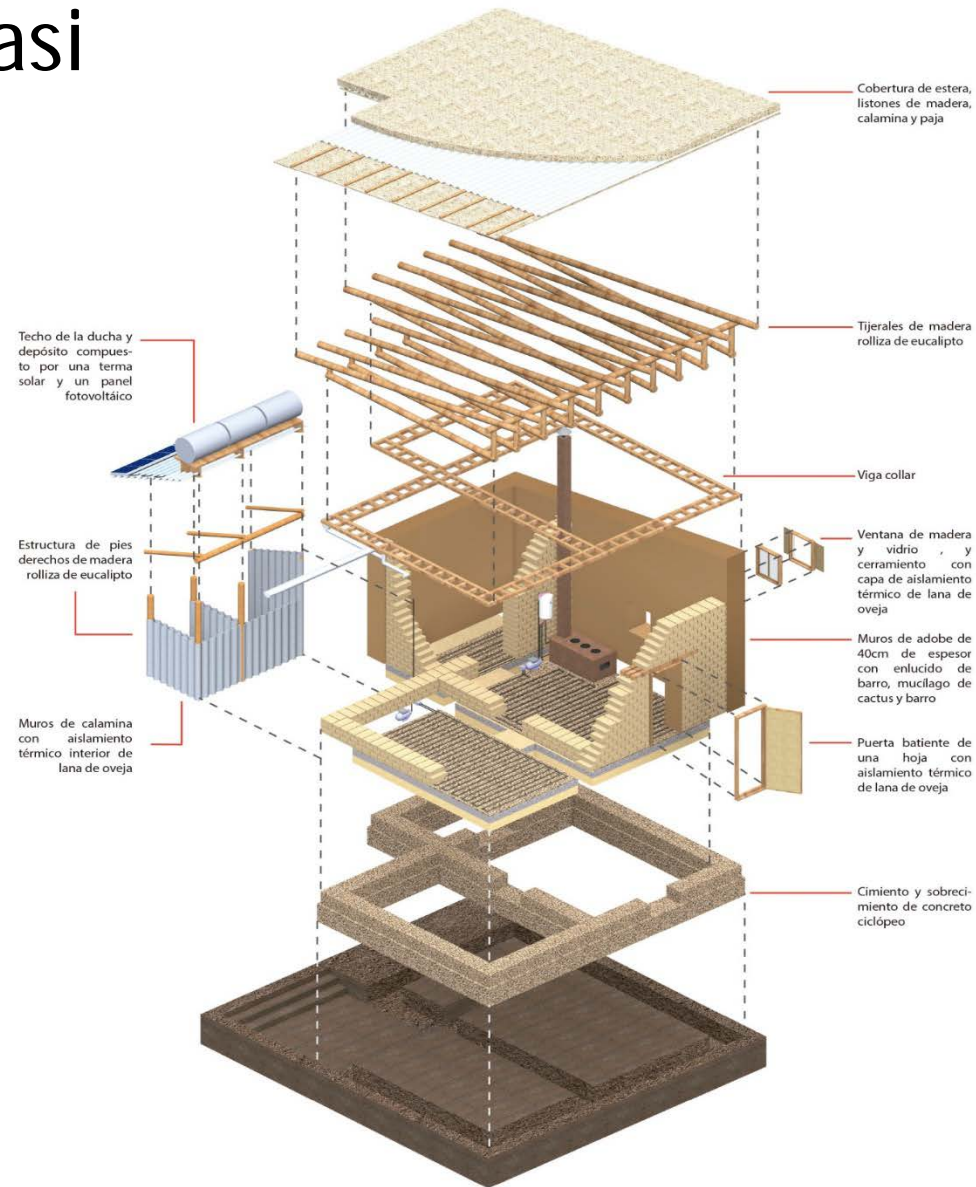 asi
Cobertura de estera,
listones de madera,
calamina y paja
Tijerales de madera
rolliza de eucalipto
Techo de la ducha y
depósito compues-
to por una terma
solar y un panel
fotovoltáico
Viga collar
Estructura de pies
derechos de madera
rolliza de eucalipto
Ventana de madera
y vidrio , y
cerramiento con
capa de aislamiento
térmico de lana de
oveja
Muros de adobe de
40cm de espesor
con enlucido de
barro, mucílago de
cactus y barro
Muros de calamina
con aislamiento
térmico interior de
lana de oveja
Puerta batiente de
una hoja con
aislamiento térmico
de lana de oveja
Cimiento y sobreci-
miento de concreto
ciclópeo